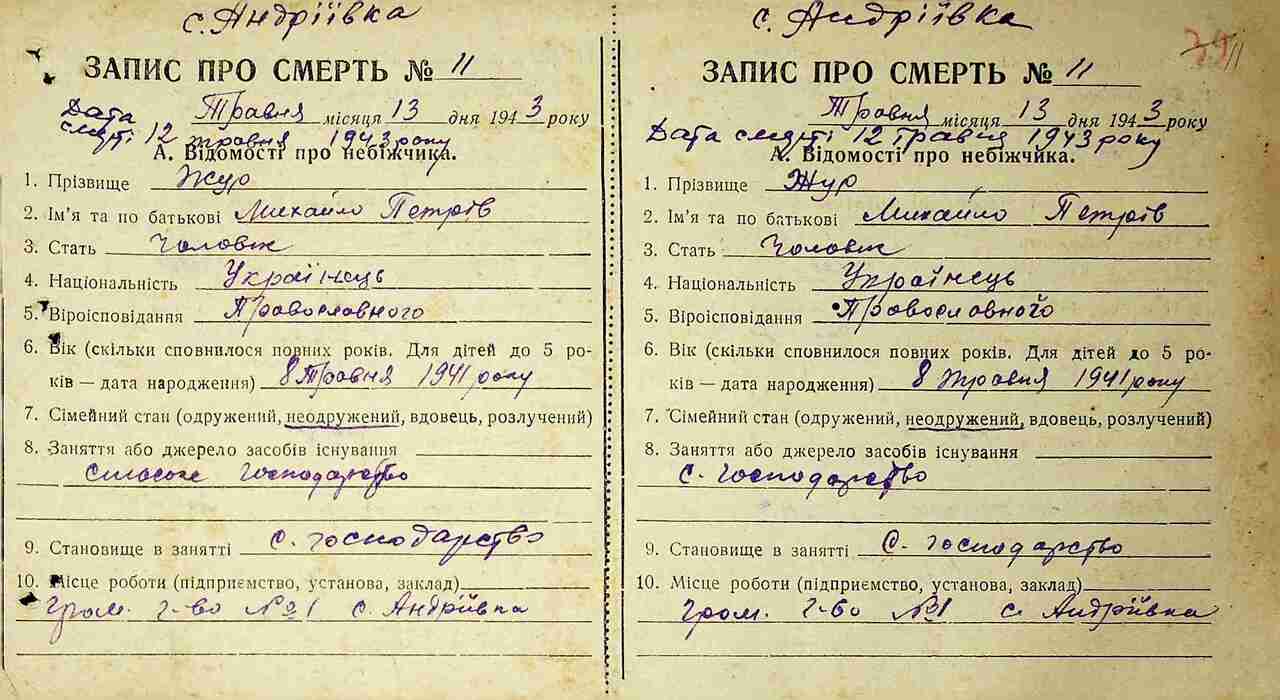 с. Андріївка
ЗАПИС ПРО СМЕРТЬ № 11
Травня місяця 13 дня 1943 року
Дата смерті 12 травня 1943 року
А. Відомості про небіжчика.
1. Прізвище Жур
2. Ім'я та по батькові Михайло Петрів
3. Стать Чоловік
4. Національність Українець
5. Віроісповідання Православного
6. Вік (скільки сповнилося повних років. Для дітей до 5 ро-
ків — дата народження) 8 Травня 1941 року
7. Сімейний стан (одружений, неодружений, вдовець, розлучений)
8. Занняття або джерело засобів існування
Сільське господарство
9. Становище в занятті С. господарство
10. Місце роботи (підприємство, установа, заклад)
Гром. г-во №1 с. Андріївка
с. Андріївка
3911
ЗАПИС ПРО СМЕРТЬ № 11
Травня місяця 13 дня 1943 року
Дата смерті 12 травня 1943 року
А. Відомості про небіжчика.
1. Прізвище Жур
2. Ім'я та по батькові Михайло Петрів
3. Стать Чоловік
4. Національність Українець
5. Віроісповідання Православного
6. Вік (скільки сповнилося повних років. Для дітей до 5 ро-
ків — дата народження) 8 травня 1941 року
7. Сімейний стан (одружений, неодружений, вдовець, розлучений)
8. Заняття або джерело засобів існування
С. господарство
9. Становище в занятті С. господарство
10. Місце роботи (підприємство, установа, заклад)
Гром. г-во №1 с. Андріївка